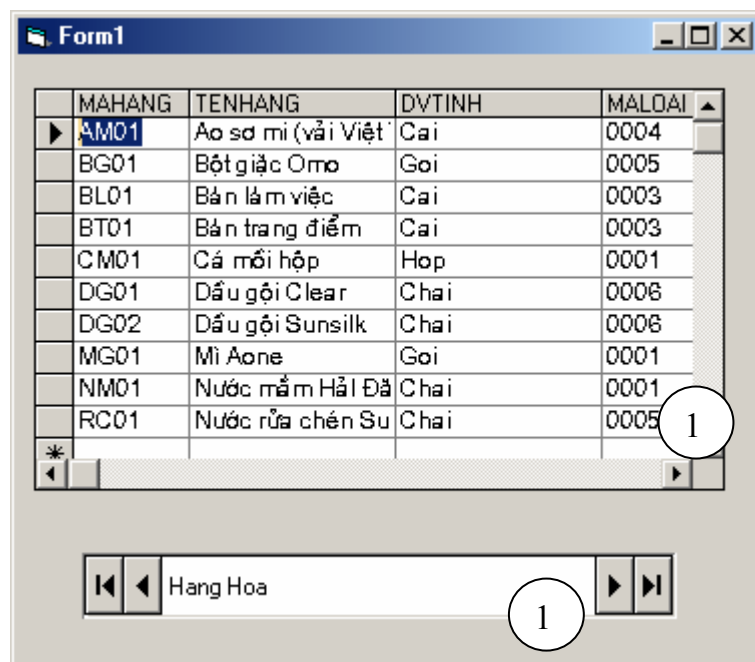 Form1
MAHANG TENHANG DVTINH MALOAI
AM01 Ao sơ mi (vải Việt Cai 0004
BG01 Bột giặc Omo Goi 0005
BL01 Bàn làm việc Cai 0003
BT01 Bàn trang điểm Cai 0003
CM01 Cá mồi hộp Hop 0001
DG01 Dầu gội Clear Chai 0006
DG02 Dầu gội Sunsilk Chai 0006
MG01 Mì Aone Goi 0001
NM01 Nước mắm Hải Đă Chai 0001
RC01 Nước rửa chén Su Chai 0005
1
Hang Hoa
1